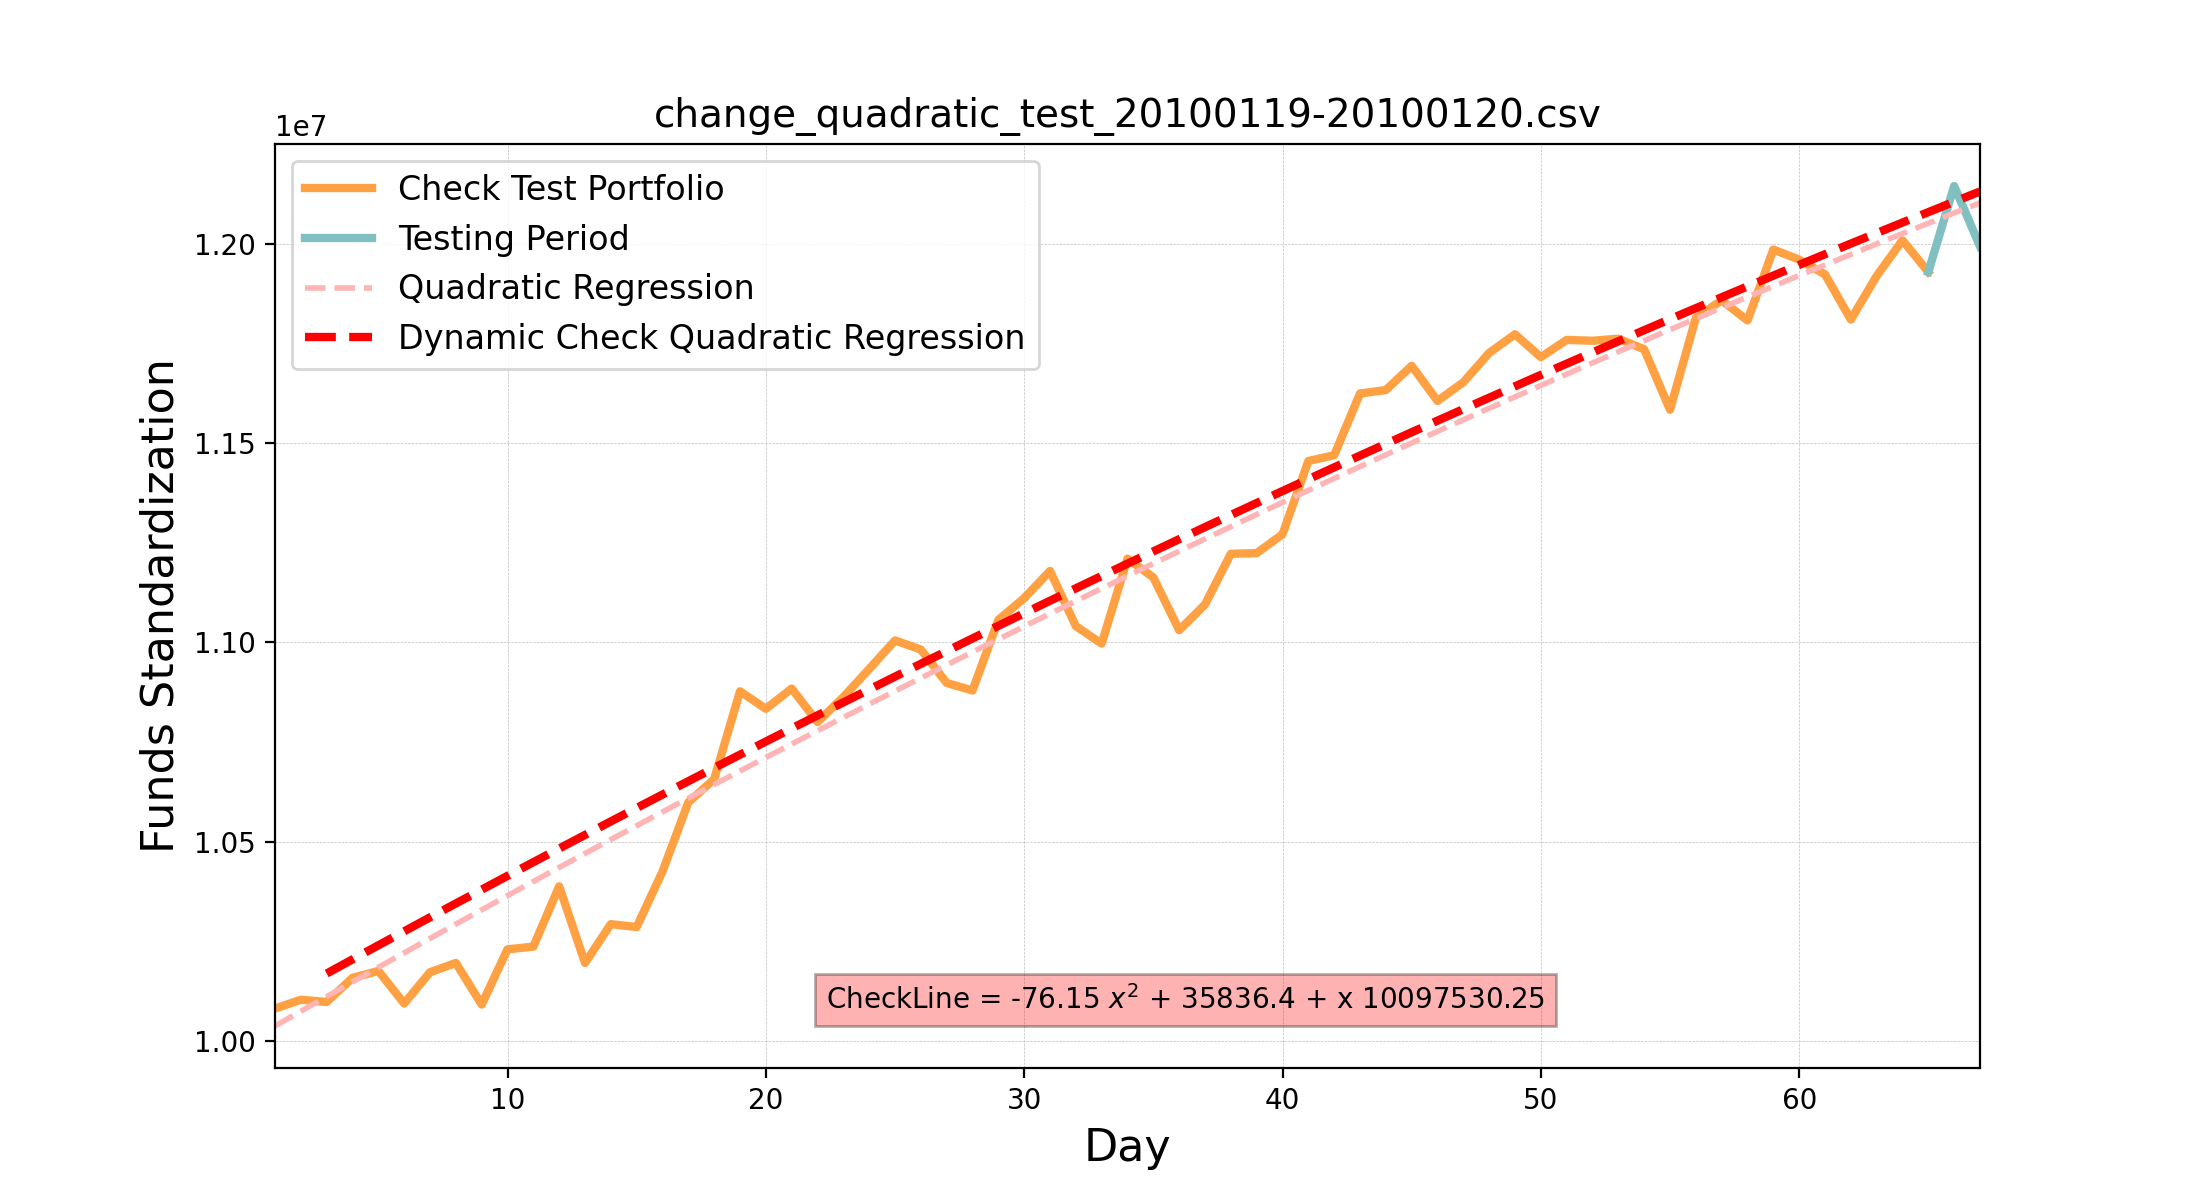 change_quadratic_test_20100119-20100120.csv
1e7
Check Test Portfolio
Testing Period
Quadratic Regression
Dynamic Check Quadratic Regression
1.20
1.15
1.10
1.05
1.00
Funds Standardization
CheckLine = -76.15 x² + 35836.4 + x 10097530.25
10 20 30 40 50 60
Day